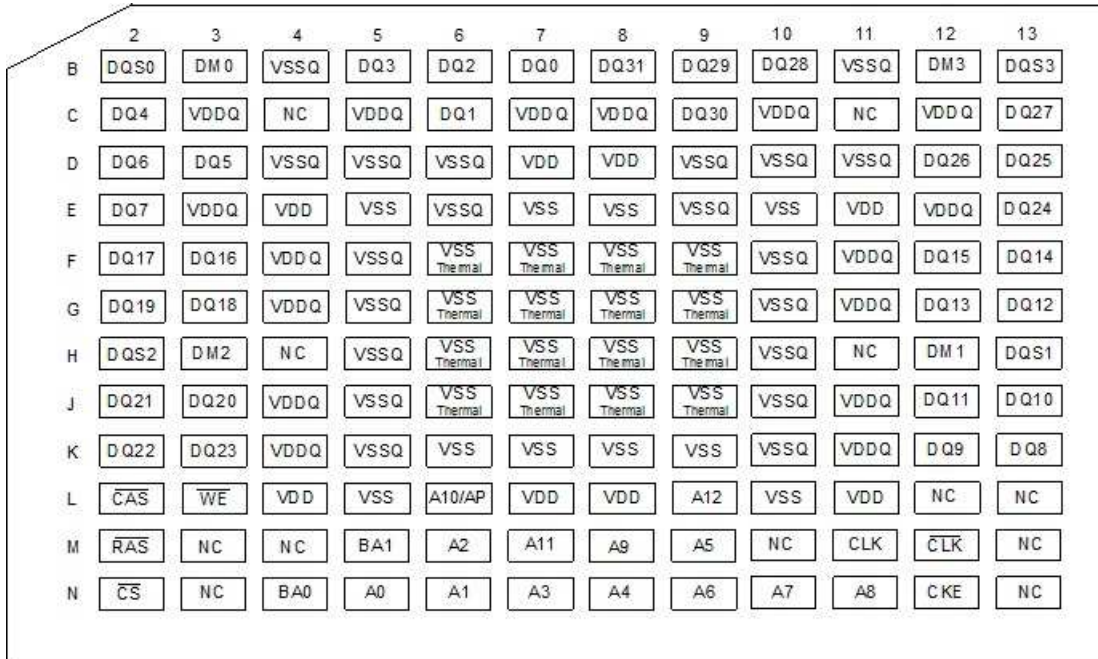 2 3 4 5 6 7 8 9 10 11 12 13
B DQS0 DM0 VSSQ DQ3 DQ2 DQ0 DQ31 DQ29 DQ28 VSSQ DM3 DQS3
C DQ4 VDDQ NC VDDQ DQ1 VDDQ VDDQ DQ30 VDDQ NC VDDQ DQ27
D DQ6 DQ5 VSSQ VSSQ VSSQ VDD VDD VSSQ VSSQ VSSQ DQ26 DQ25
E DQ7 VDDQ VDD VSS VSSQ VSS VSS VSSQ VSS VDD VDDQ DQ24
F DQ17 DQ16 VDDQ VSSQ VSS Thermal VSS Thermal VSS Thermal VSS Thermal VSSQ VDDQ DQ15 DQ14
G DQ19 DQ18 VDDQ VSSQ VSS Thermal VSS Thermal VSS Thermal VSS Thermal VSSQ VDDQ DQ13 DQ12
H DQS2 DM2 NC VSSQ VSS Thermal VSS Thermal VSS Thermal VSS Thermal VSSQ NC DM1 DQS1
J DQ21 DQ20 VDDQ VSSQ VSS Thermal VSS Thermal VSS Thermal VSS Thermal VSSQ VDDQ DQ11 DQ10
K DQ22 DQ23 VDDQ VSSQ VSS VSS VSS VSS VSSQ VDDQ DQ9 DQ8
L C̅A̅S̅ W̅E̅ VDD VSS A10/AP VDD VDD A12 VSS VDD NC NC
M R̅A̅S̅ NC NC BA1 A2 A11 A9 A5 NC CLK C̅L̅K̅ NC
N C̅S̅ NC BA0 A0 A1 A3 A4 A6 A7 A8 CKE NC